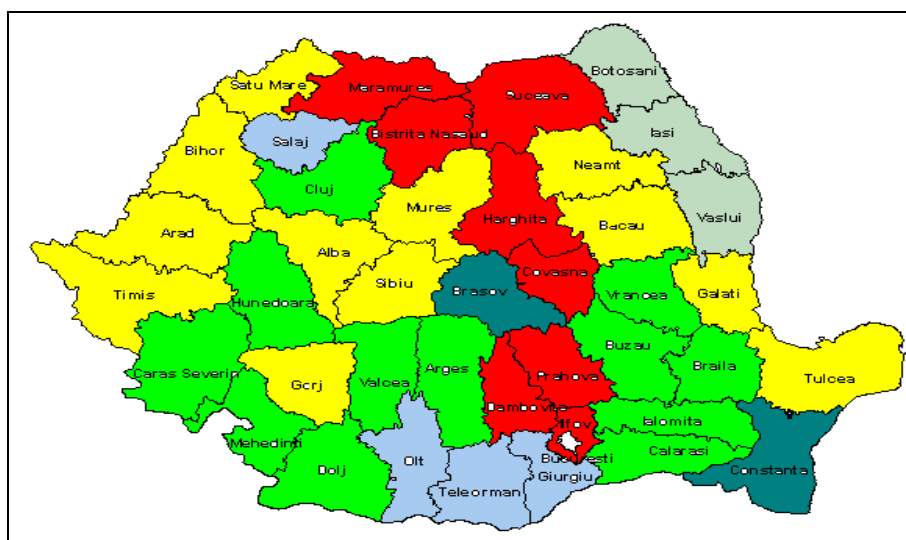 Botosani
Satu Mare
Maramures
Suceava
Iasi
Bistrita Nasaud
Salaj
Bihor
Neamt
Cluj
Mures
Vaslui
Harghita
Bacau
Arad
Alba
Covasna
Sibiu
Brasov
Timis
Vrancea
Galati
Hunedoara
Buzau
Braila
Caras Severin
Gorj
Valcea
Arges
Prahova
Tulcea
Dambovita
Ilfov
Ialomita
Mehedinti
Bucuresti
Calarasi
Olt
Dolj
Giurgiu
Constanta
Teleorman